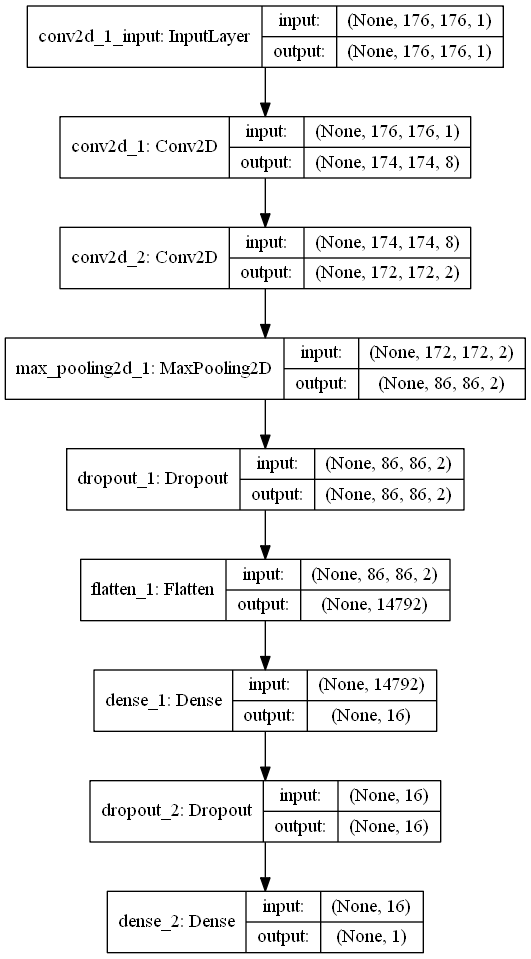 conv2d_1_input: InputLayer
input: (None, 176, 176, 1)
output: (None, 176, 176, 1)
conv2d_1: Conv2D
input: (None, 176, 176, 1)
output: (None, 174, 174, 8)
conv2d_2: Conv2D
input: (None, 174, 174, 8)
output: (None, 172, 172, 2)
max_pooling2d_1: MaxPooling2D
input: (None, 172, 172, 2)
output: (None, 86, 86, 2)
dropout_1: Dropout
input: (None, 86, 86, 2)
output: (None, 86, 86, 2)
flatten_1: Flatten
input: (None, 86, 86, 2)
output: (None, 14792)
dense_1: Dense
input: (None, 14792)
output: (None, 16)
dropout_2: Dropout
input: (None, 16)
output: (None, 16)
dense_2: Dense
input: (None, 16)
output: (None, 1)